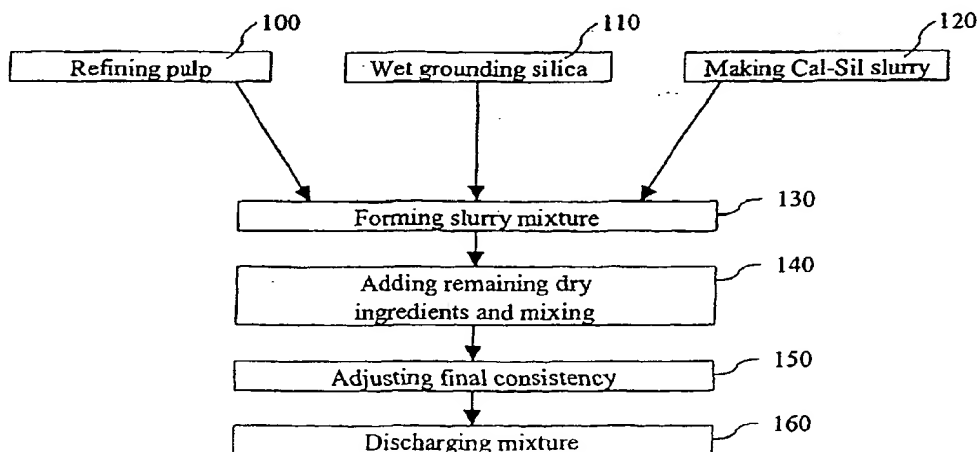 100
110
120
Refining pulp
Wet grounding silica
Making Cal-Sil slurry
Forming slurry mixture
130
Adding remaining dry
ingredients and mixing
140
Adjusting final consistency
150
Discharging mixture
160